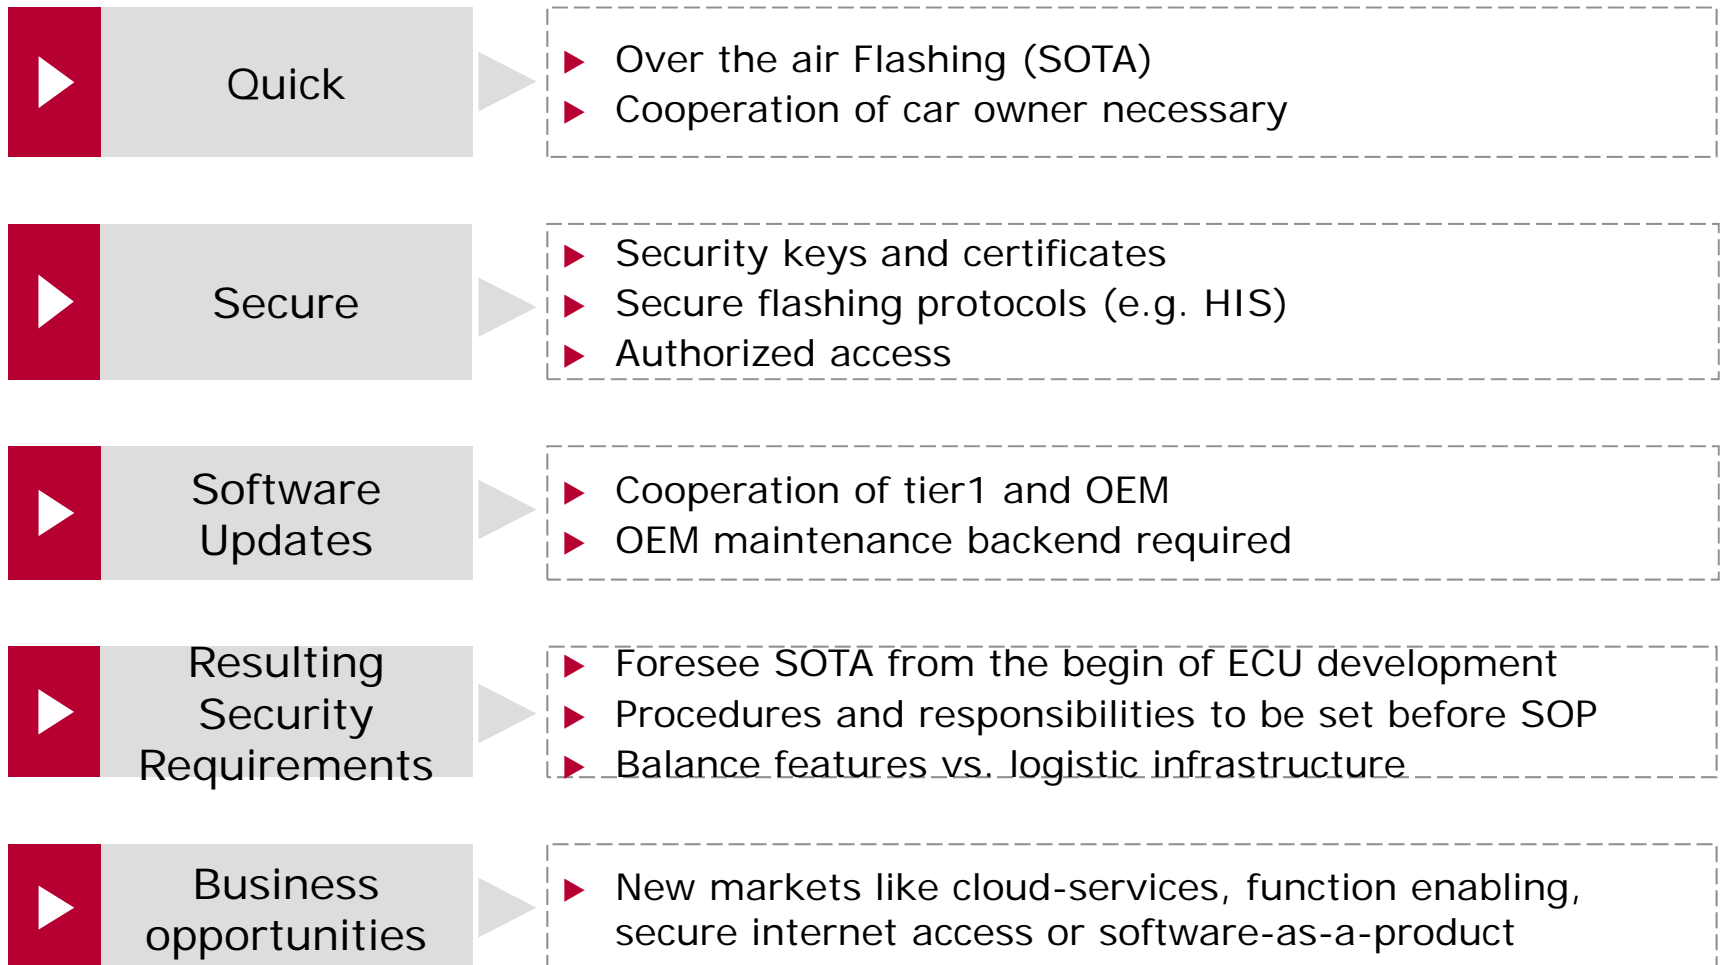 Quick
Over the air Flashing (SOTA)
Cooperation of car owner necessary
Secure
Security keys and certificates
Secure flashing protocols (e.g. HIS)
Authorized access
Software
Updates
Cooperation of tier1 and OEM
OEM maintenance backend required
Resulting
Security
Requirements
Foresee SOTA from the begin of ECU development
Procedures and responsibilities to be set before SOP
Balance features vs. logistic infrastructure
Business
opportunities
New markets like cloud-services, function enabling,
secure internet access or software-as-a-product